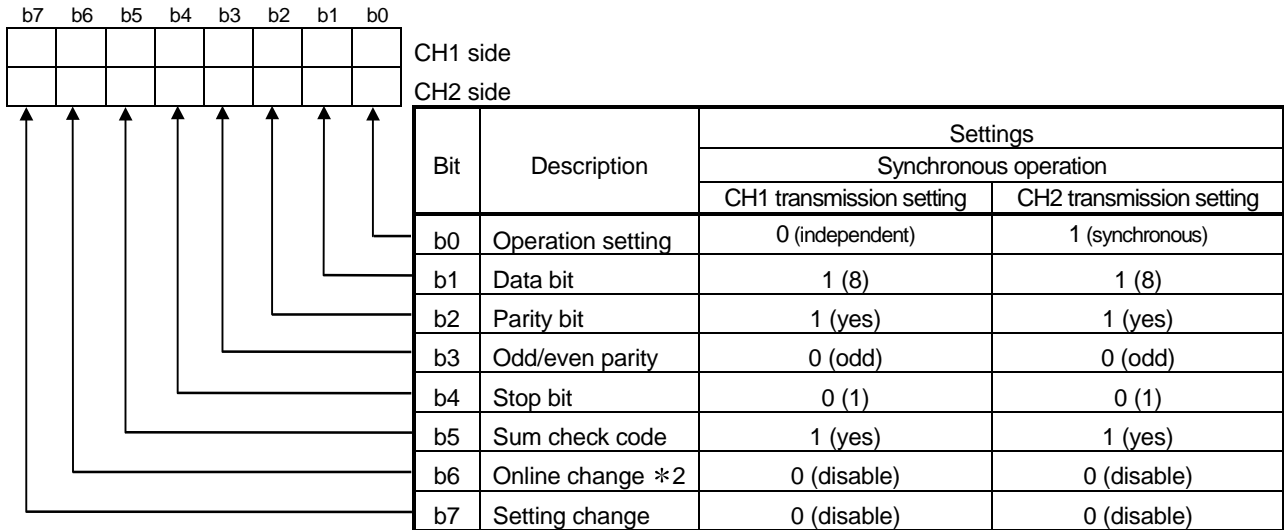 b7 b6 b5 b4 b3 b2 b1 b0
CH1 side
CH2 side
Bit Description Settings
Synchronous operation
CH1 transmission setting CH2 transmission setting
b0 Operation setting 0 (independent) 1 (synchronous)
b1 Data bit 1 (8) 1 (8)
b2 Parity bit 1 (yes) 1 (yes)
b3 Odd/even parity 0 (odd) 0 (odd)
b4 Stop bit 0 (1) 0 (1)
b5 Sum check code 1 (yes) 1 (yes)
b6 Online change ∗2 0 (disable) 0 (disable)
b7 Setting change 0 (disable) 0 (disable)